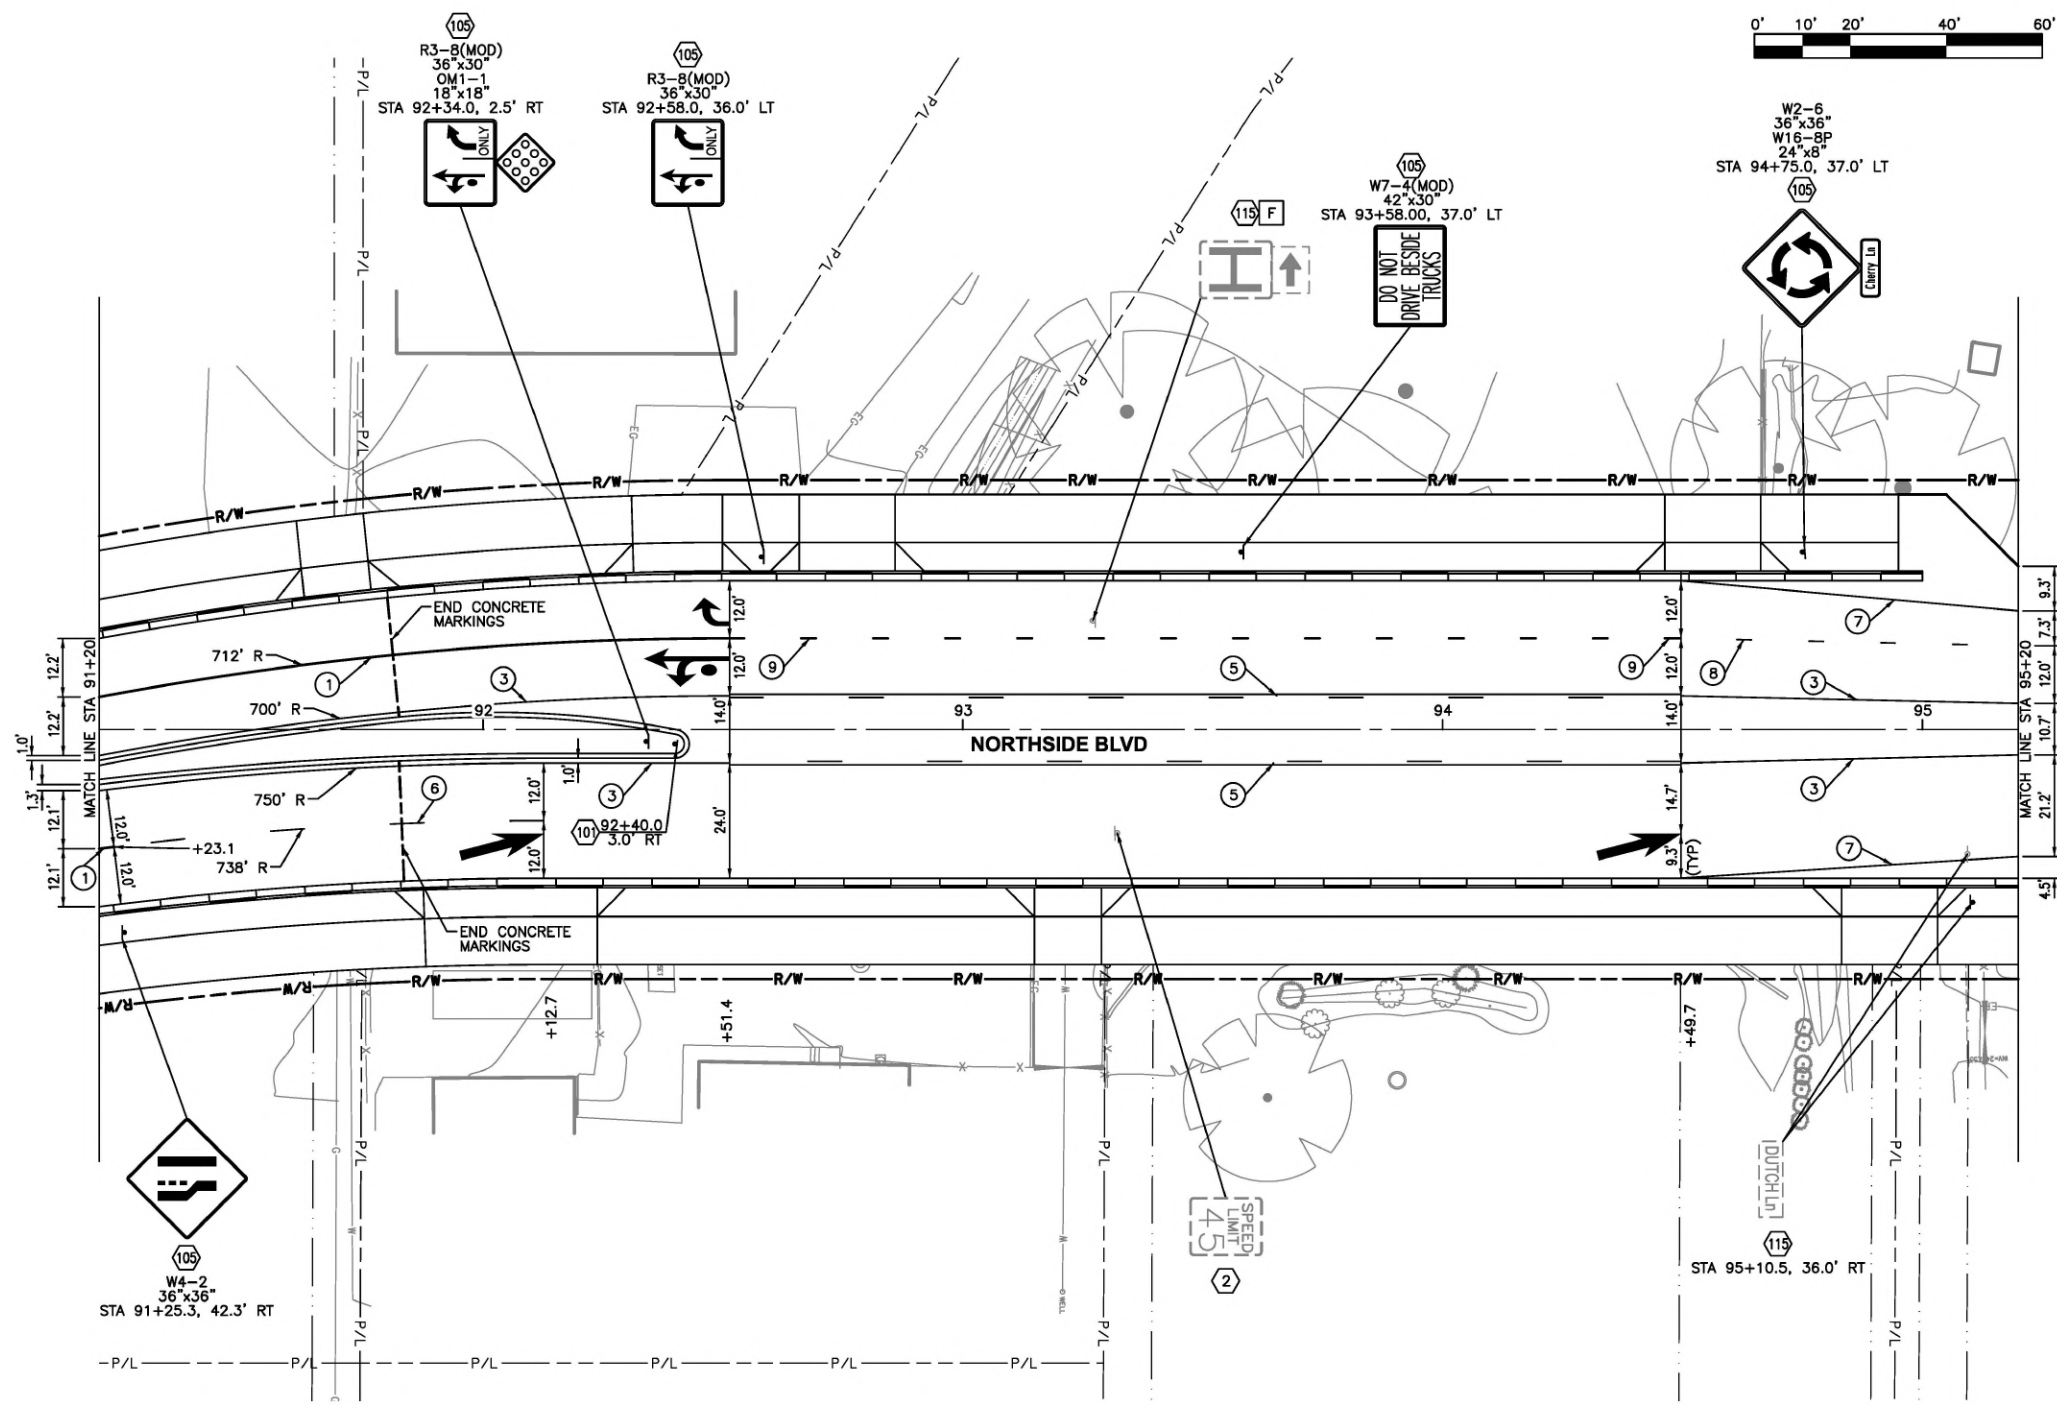 105
R3-8(MOD)
36"x30"
OM1-1
18"x18"
STA 92+34.0, 2.5' RT
ONLY
105
R3-8(MOD)
36"x30"
STA 92+58.0, 36.0' LT
ONLY
115 F
H
105
W7-4(MOD)
42"x30"
STA 93+58.00, 37.0' LT
DO NOT
DRIVE BESIDE
TRUCKS
0' 10' 20' 40' 60'
W2-6
36"x36"
W16-8P
24"x8"
STA 94+75.0, 37.0' LT
105
Cherry Ln
P/L
P/L
P/L
P/L
P/L
P/L
P/L
P/L
P/L
P/L
EG
EG
EG
X
X
X
X
X
R/W R/W R/W R/W R/W R/W R/W R/W R/W R/W
END CONCRETE
MARKINGS
712' R
1
3
700' R
92
750' R
6
3
+23.1
738' R
1
101
92+40.0
3.0' RT
END CONCRETE
MARKINGS
MATCH LINE STA 91+20
12.2'
12.2'
1.0'
1.3'
12.1'
12.1'
12.0'
12.0'
12.0'
12.0'
1.0'
12.0'
12.0'
14.0'
24.0'
9
5
93
NORTHSIDE BLVD
5
94
9
8
7
3
95
3
7
12.0'
12.0'
14.0'
14.7'
9.3'
(TYP)
MATCH LINE STA 95+20
9.3'
7.3'
12.0'
10.7'
21.2'
4.5'
R/W R/W R/W R/W R/W R/W R/W R/W R/W R/W R/W
+12.7
+51.4
+49.7
105
W4-2
36"x36"
STA 91+25.3, 42.3' RT
SPEED
LIMIT
45
2
DUTCH Ln
115
STA 95+10.5, 36.0' RT
G
W
W
WELL
P/L
P/L
P/L
P/L
P/L
P/L
P/L P/L P/L P/L P/L P/L